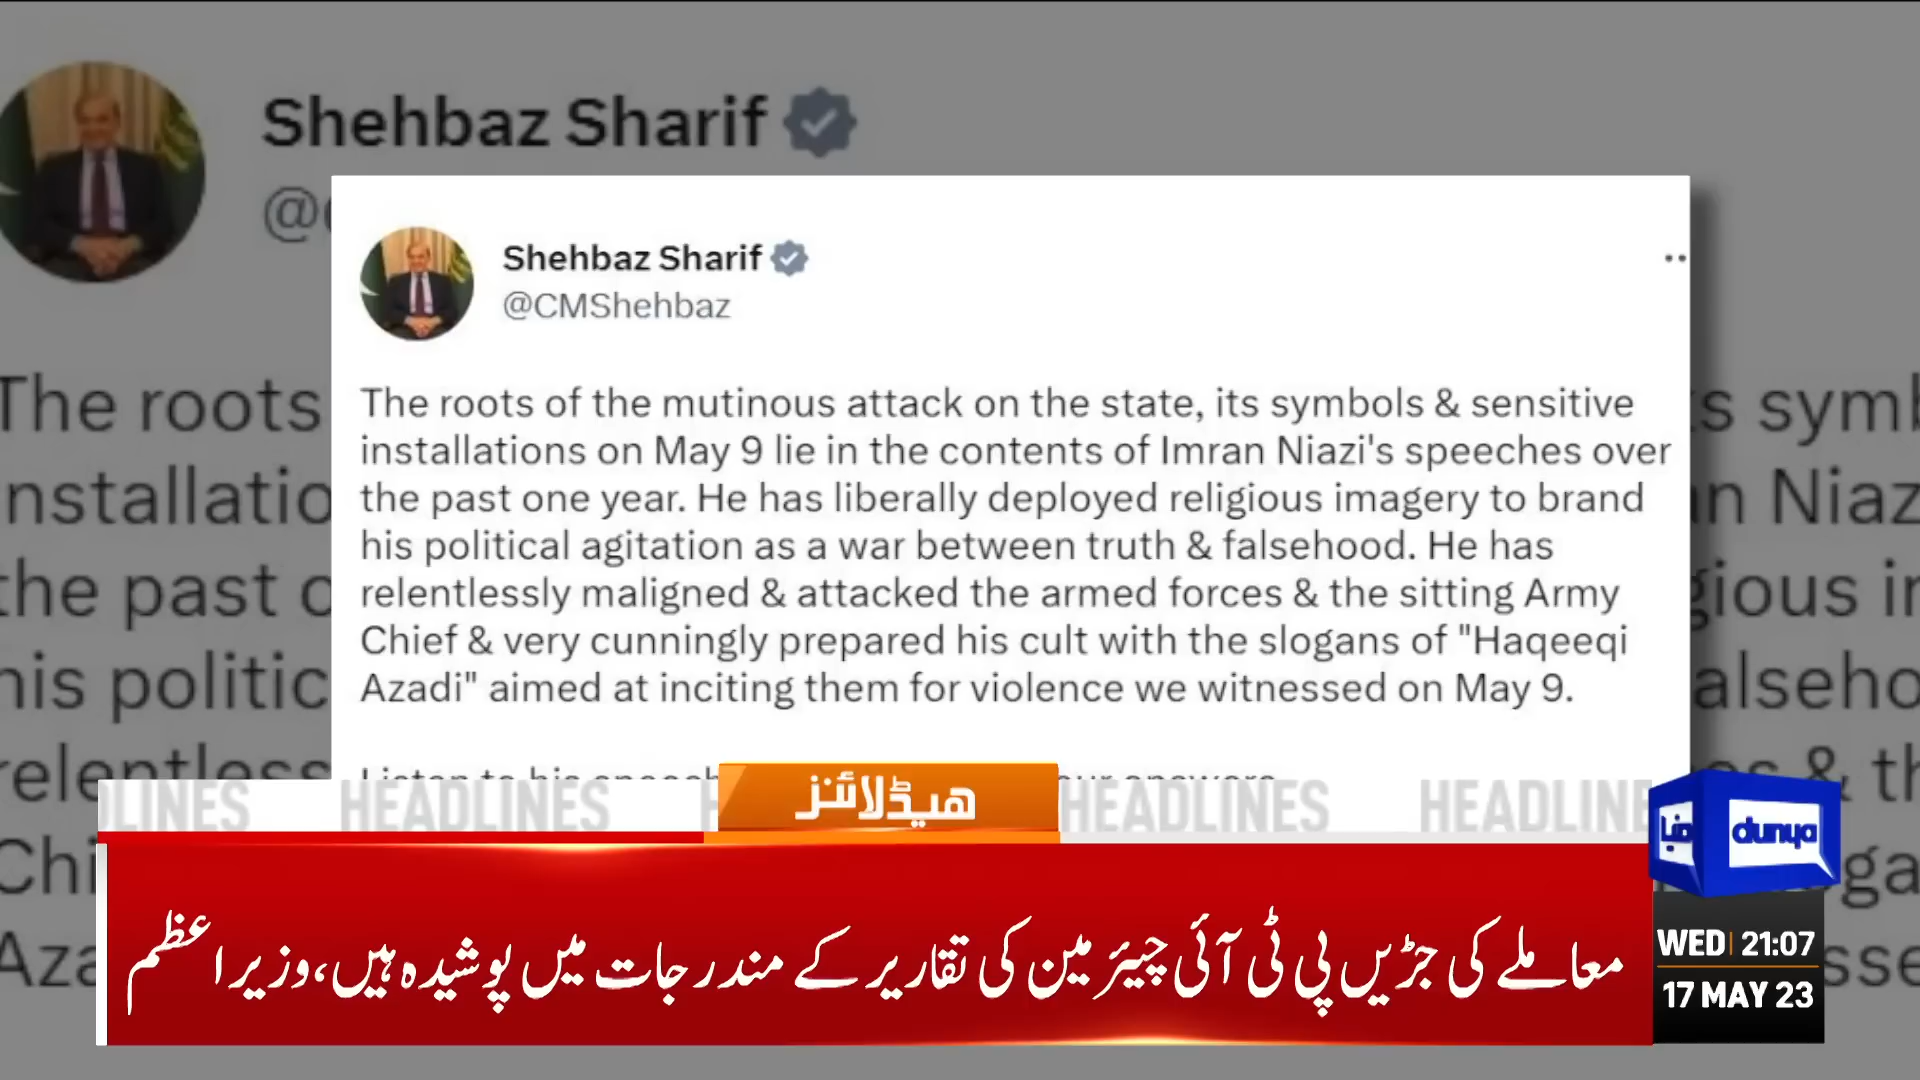 Shehbaz Sharif
Shehbaz Sharif
@CMShehbaz
The roots of the mutinous attack on the state, its symbols & sensitive
installations on May 9 lie in the contents of Imran Niazi's speeches over
the past one year. He has liberally deployed religious imagery to brand
his political agitation as a war between truth & falsehood. He has
relentlessly maligned & attacked the armed forces & the sitting Army
Chief & very cunningly prepared his cult with the slogans of "Haqeeqi
Azadi" aimed at inciting them for violence we witnessed on May 9.
HEADLINES
ہیڈلائنز
دنیا dunya
معاملے کی جڑیں پی ٹی آئی چیئرمین کی تقاریر کے مندرجات میں پوشیدہ ہیں، وزیراعظم
WED 21:07
17 MAY 23